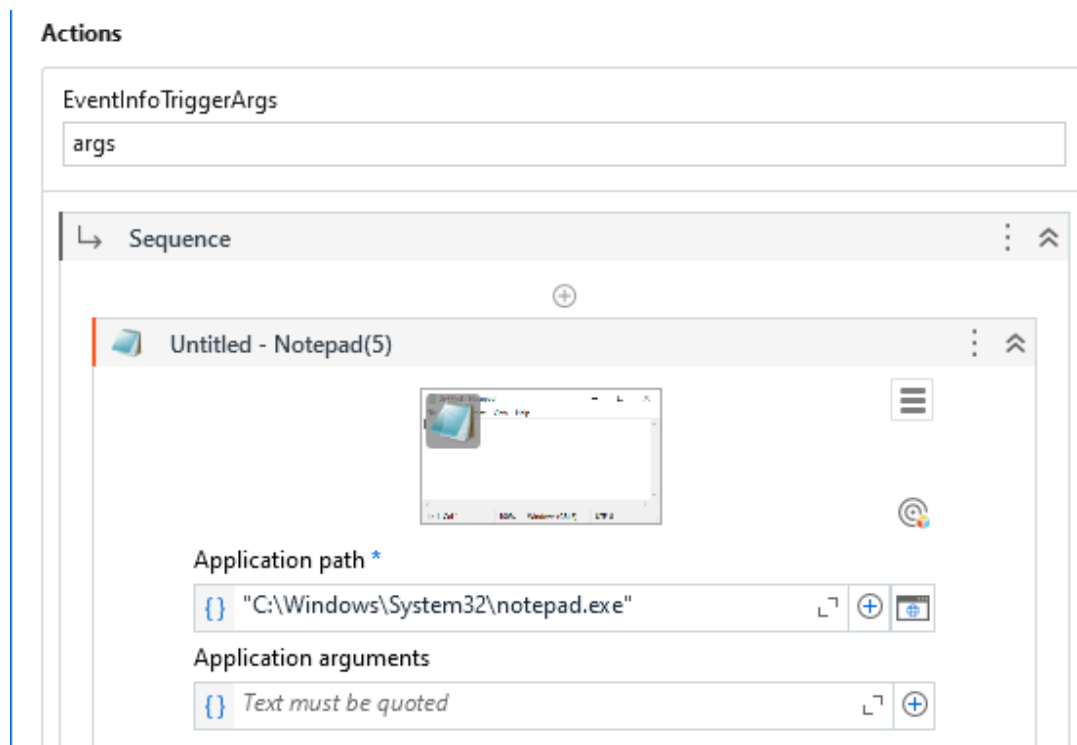 Actions
EventInfoTriggerArgs
args
Sequence
Untitled - Notepad(5)
Application path *
{} "C:\Windows\System32\notepad.exe"
Application arguments
{} Text must be quoted